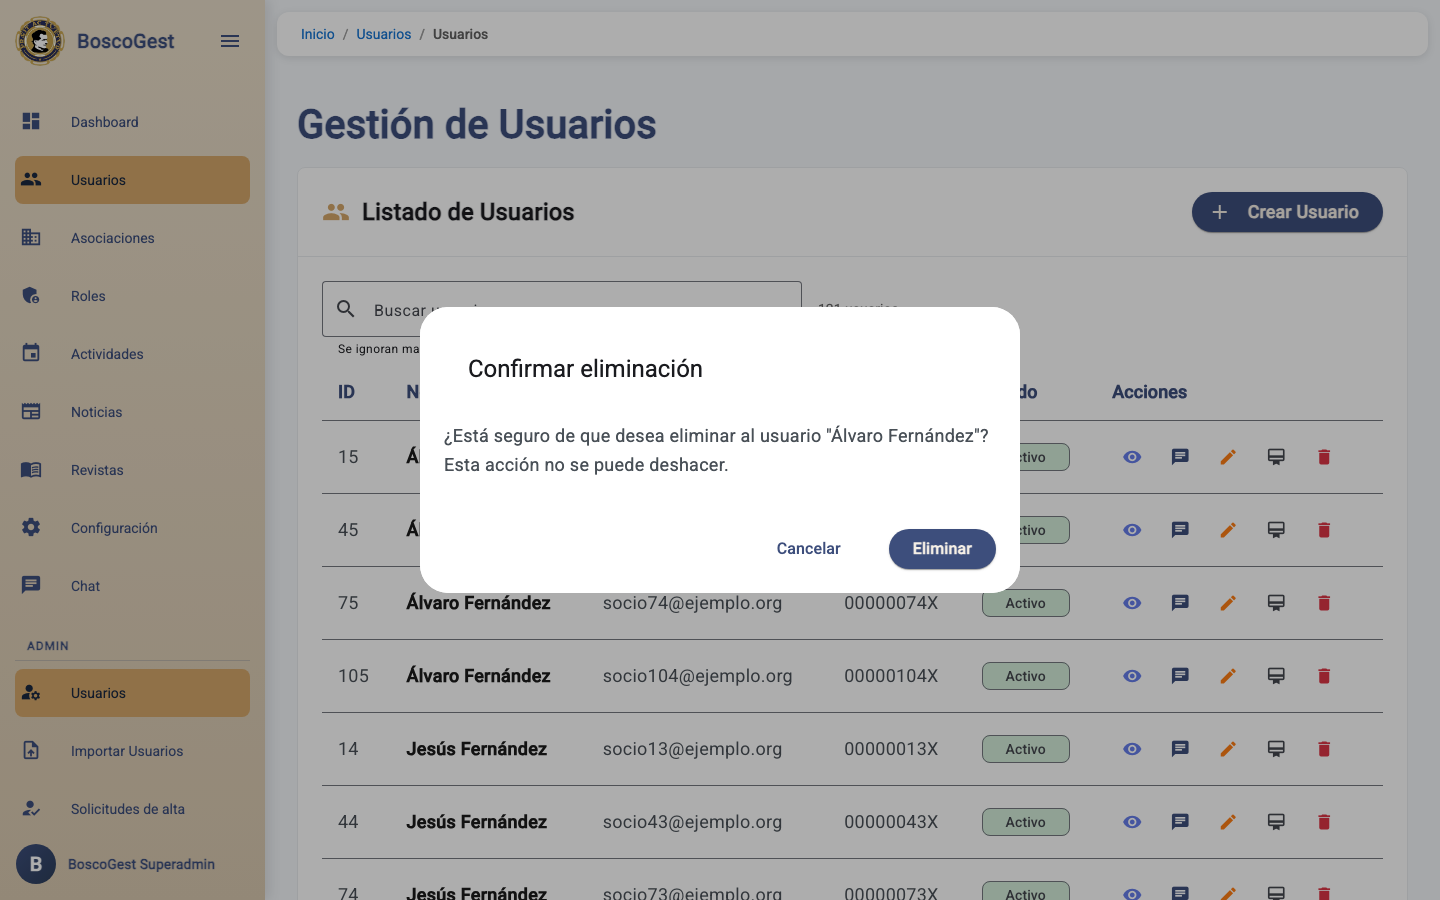 BoscoGest
Inicio / Usuarios / Usuarios
Dashboard
Usuarios
Asociaciones
Roles
Actividades
Noticias
Revistas
Configuración
Chat
ADMIN
Usuarios
Importar Usuarios
Solicitudes de alta
B BoscoGest Superadmin
Gestión de Usuarios
Listado de Usuarios
Crear Usuario
Buscar
Se ignoran
ID Acciones
15
45
Confirmar eliminación
¿Está seguro de que desea eliminar al usuario "Álvaro Fernández"?
Esta acción no se puede deshacer.
Cancelar Eliminar
75 Álvaro Fernández socio74@ejemplo.org 00000074X Activo
105 Álvaro Fernández socio104@ejemplo.org 00000104X Activo
14 Jesús Fernández socio13@ejemplo.org 00000013X Activo
44 Jesús Fernández socio43@ejemplo.org 00000043X Activo
74 Jesús Fernández socio73@ejemplo.org 00000073X Activo